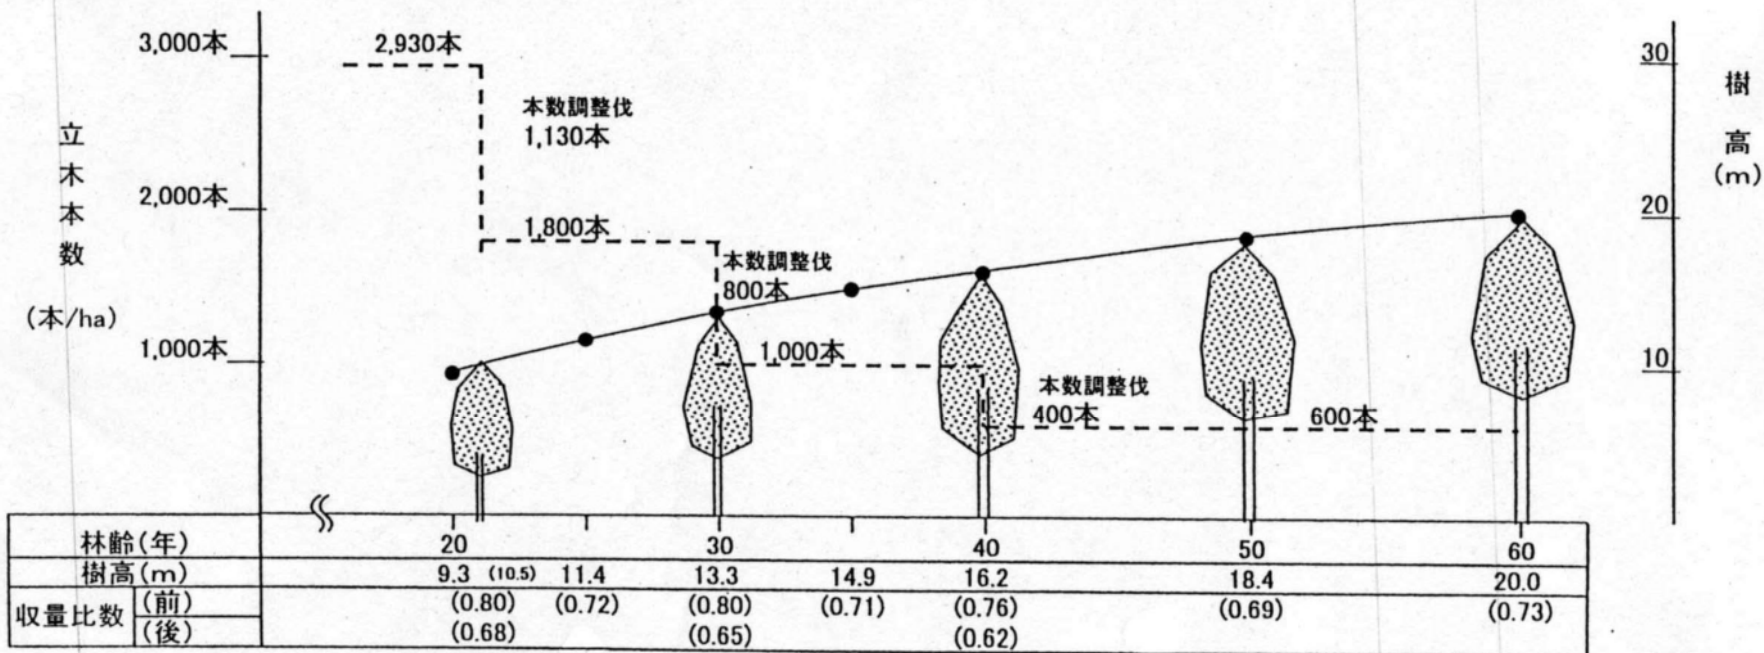 3,000本
2,930本
30
樹高(m)
立木本数
(本/ha)
本数調整伐
1,130本
2,000本
1,800本
20
本数調整伐
800本
1,000本
1,000本
10
本数調整伐
400本
600本
林齢(年) 20 30 40 50 60
樹高(m) 9.3 (10.5) 11.4 13.3 14.9 16.2 18.4 20.0
収量比数 (前) (0.80) (0.72) (0.80) (0.71) (0.76) (0.69) (0.73)
(後) (0.68) (0.65) (0.62)